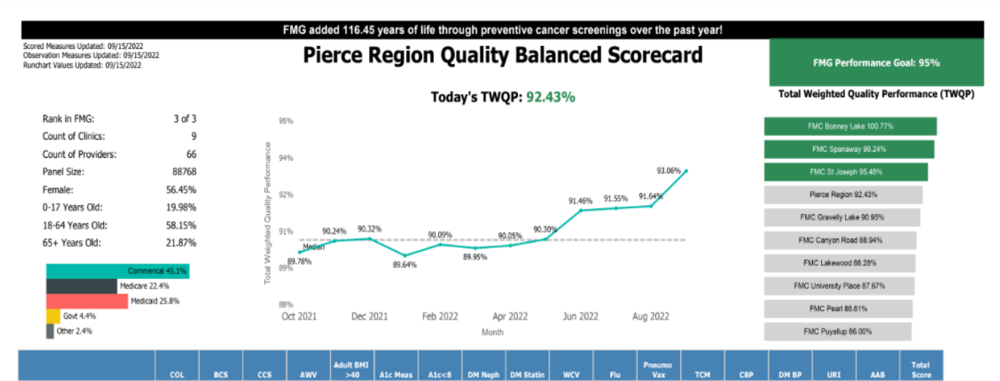 FMG added 116.45 years of life through preventive cancer screenings over the past year!
Scored Measures Updated: 09/15/2022
Observation Measures Updated: 09/15/2022
Runchart Values Updated: 09/15/2022
Pierce Region Quality Balanced Scorecard
FMG Performance Goal: 95%
Today's TWQP: 92.43%
Total Weighted Quality Performance (TWQP)
Rank in FMG: 3 of 3
Count of Clinics: 9
Count of Providers: 66
Panel Size: 88768
Female: 56.45%
0-17 Years Old: 19.98%
18-64 Years Old: 58.15%
65+ Years Old: 21.87%
Commerical 45.1%
Medicare 22.4%
Medicaid 25.8%
Govt 4.4%
Other 2.4%
Total Weighted Quality Performance
95%
94%
92%
91%
89%
88%
Median
89.78%
90.24%
90.32%
89.64%
90.09%
89.95%
90.05%
90.30%
91.46%
91.55%
91.64%
93.06%
Oct 2021 Dec 2021 Feb 2022 Apr 2022 Jun 2022 Aug 2022
Month
FMC Bonney Lake 100.77%
FMC Spanaway 99.24%
FMC St Joseph 95.48%
Pierce Region 92.43%
FMC Gravelly Lake 90.95%
FMC Canyon Road 88.94%
FMC Lakewood 88.28%
FMC University Place 87.67%
FMC Pearl 86.61%
FMC Puyallup 86.00%
COL BCS CCS AWV Adult BMI >40 A1c Meas A1c<8 DM Neph DM Statin WCV Flu Pneumo Vax TCM CBP DM BP URI AAB Total Score